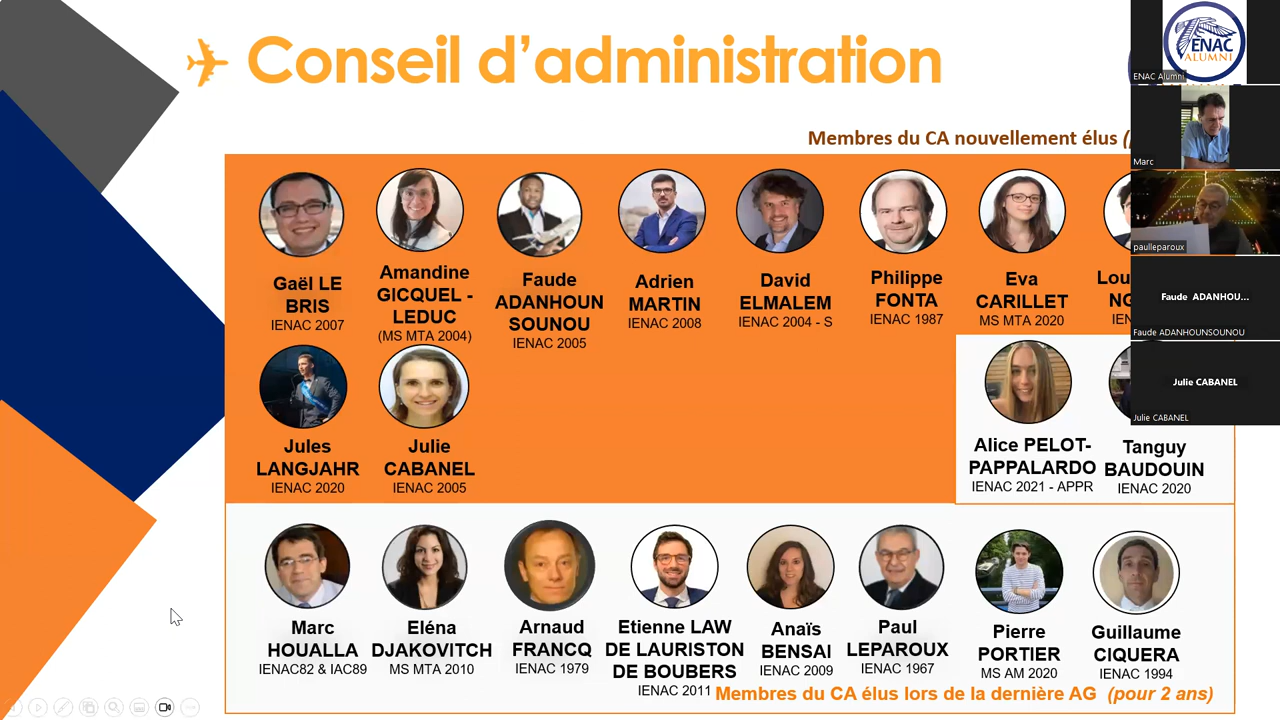 Conseil d’administration
Membres du CA nouvellement élus
Gaël LE
BRIS
IENAC 2007
Amandine
GICQUEL -
LEDUC
(MS MTA 2004)
Faude
ADANHOUN
SOUNOU
IENAC 2005
Adrien
MARTIN
IENAC 2008
David
ELMALEM
IENAC 2004 - S
Philippe
FONTA
IENAC 1987
Eva
CARILLET
MS MTA 2020
Lou
NG
IENAC
Jules
LANGJAHR
IENAC 2020
Julie
CABANEL
IENAC 2005
Alice PELOT-
PAPPALARDO
IENAC 2021 - APPR
Tanguy
BAUDOUIN
IENAC 2020
Marc
HOUALLA
IENAC82 & IAC89
Eléna
DJAKOVITCH
MS MTA 2010
Arnaud
FRANCQ
IENAC 1979
Etienne LAW
DE LAURISTON
DE BOUBERS
IENAC 2011
Anaïs
BENSAI
IENAC 2009
Paul
LEPAROUX
IENAC 1967
Pierre
PORTIER
MS AM 2020
Guillaume
CIQUERA
IENAC 1994
Membres du CA élus lors de la dernière AG (pour 2 ans)
ENAC
ALUMNI
ENAC Alumni
Marc
paulleparoux
Faude ADANHOU...
Faude ADANHOUNSOUNOU
Julie CABANEL
Julie CABANEL